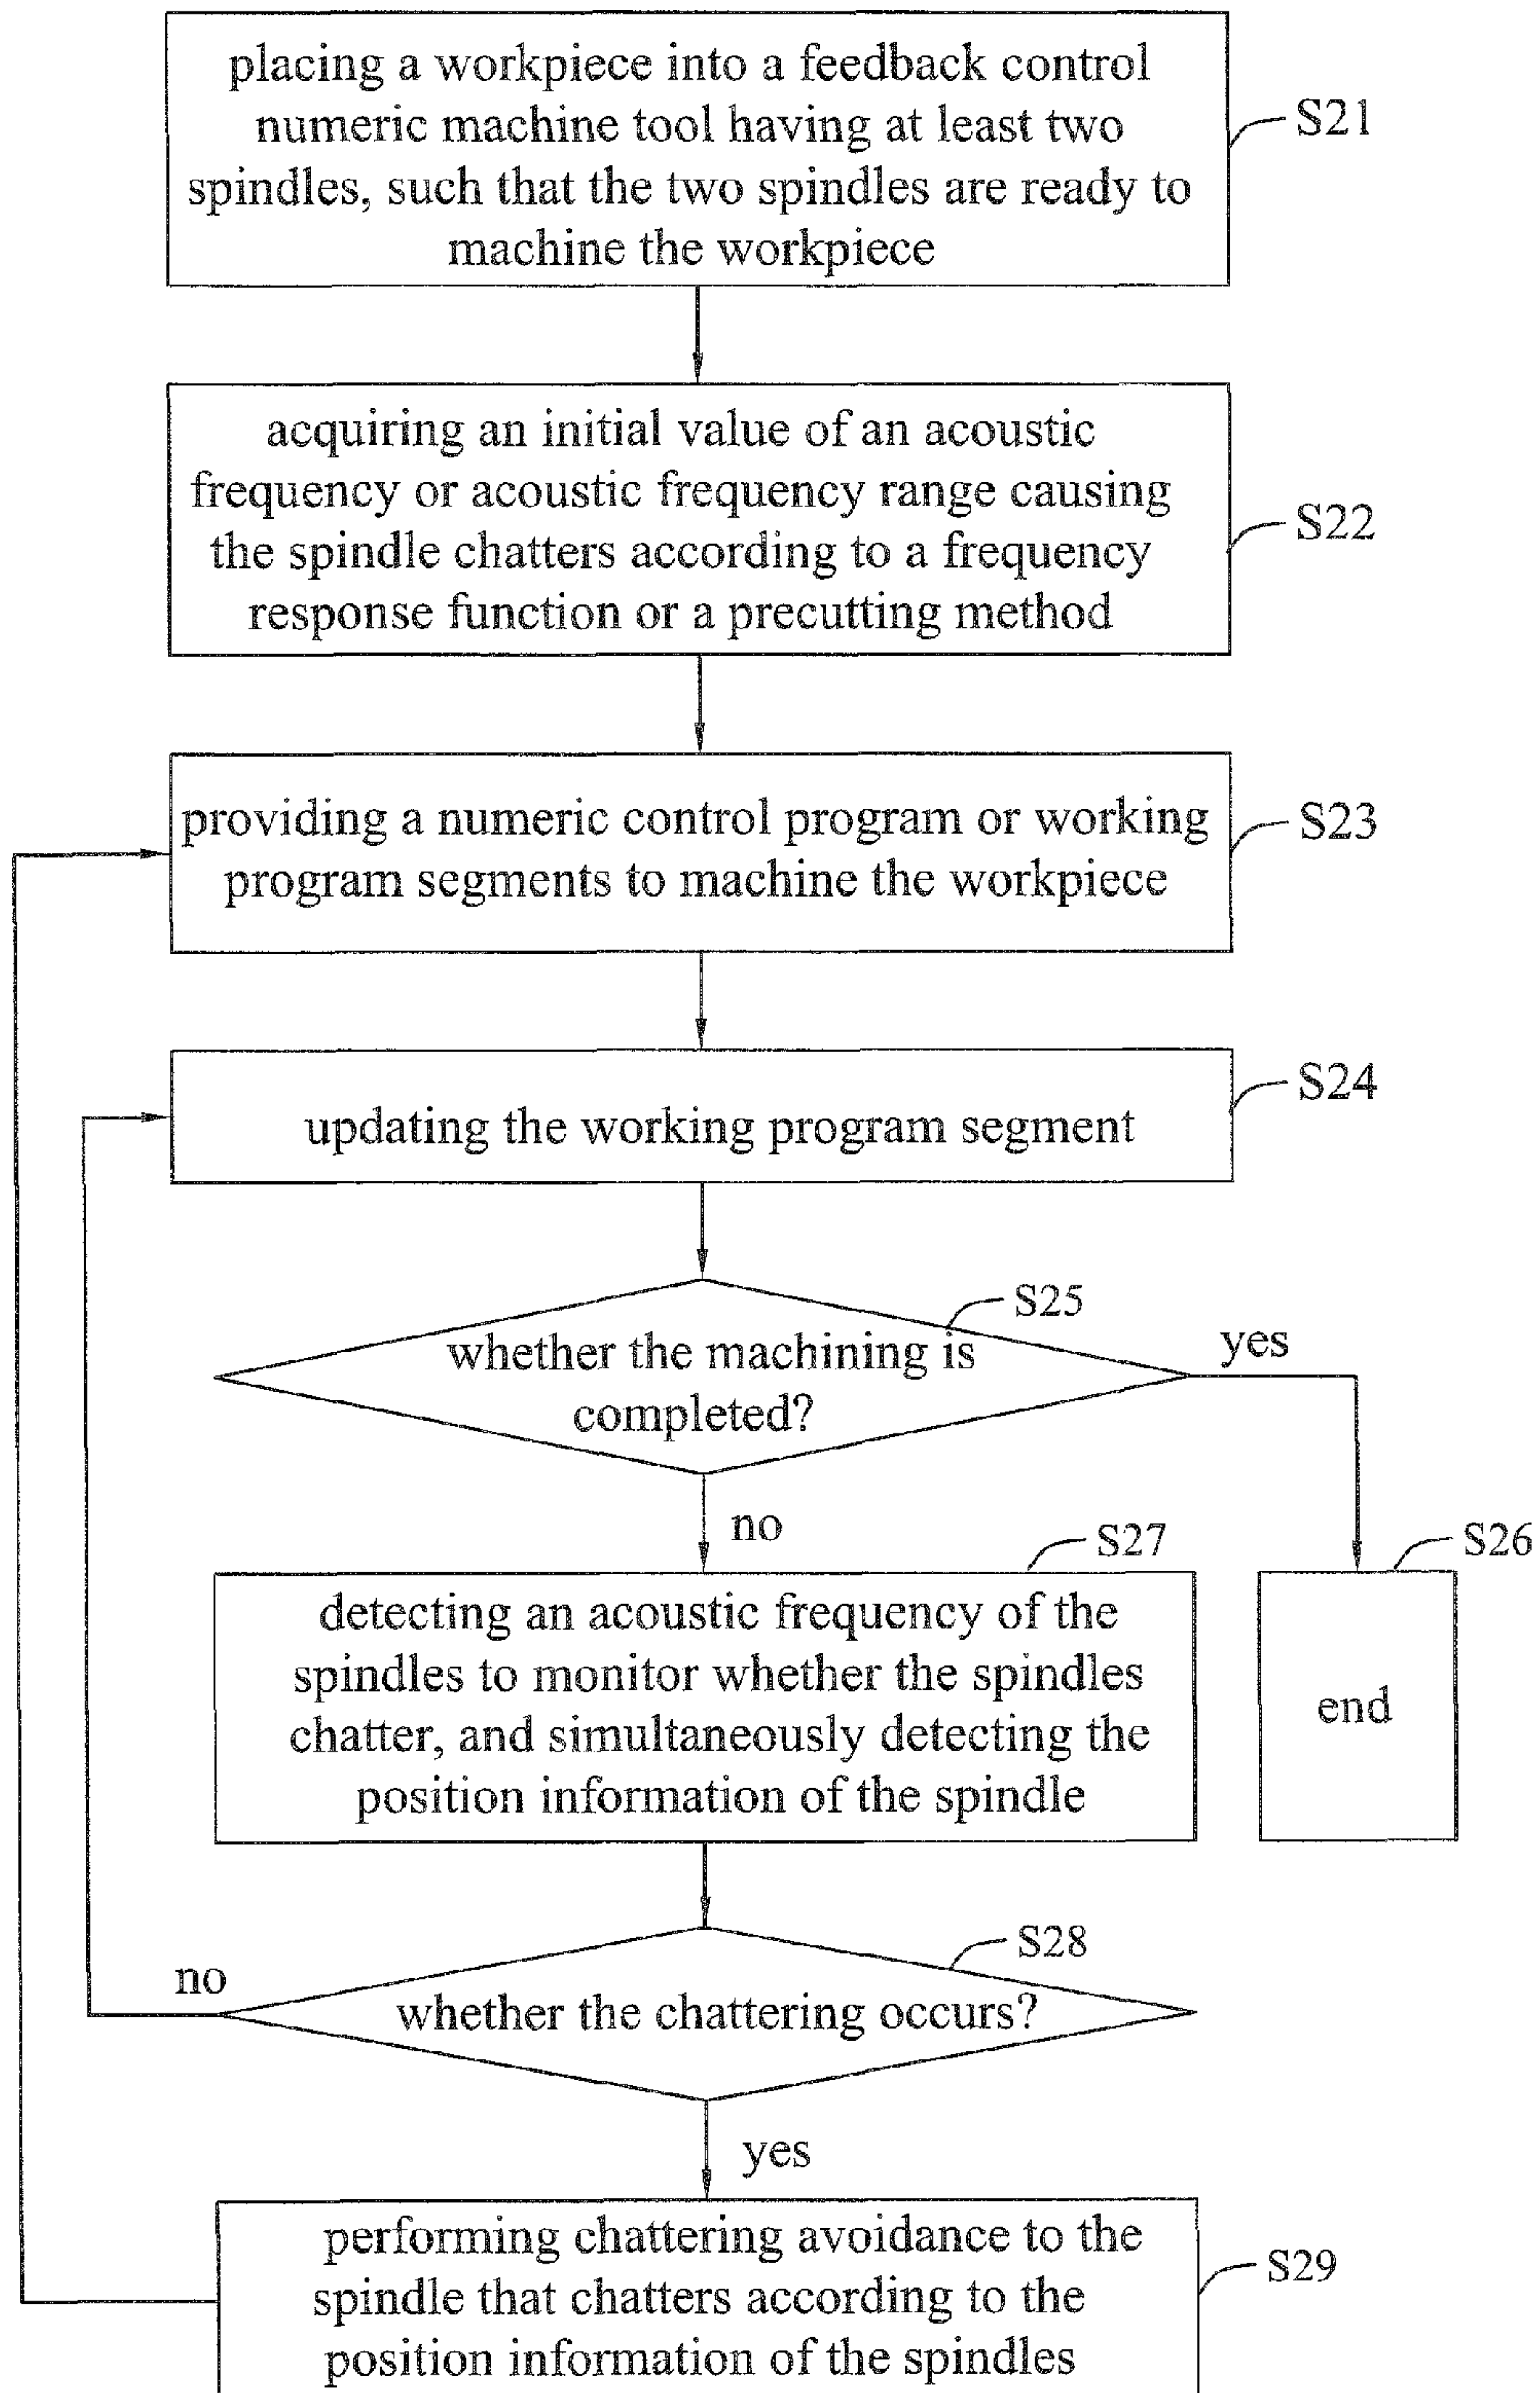 placing a workpiece into a feedback control
numeric machine tool having at least two
spindles, such that the two spindles are ready to
machine the workpiece
S21
acquiring an initial value of an acoustic
frequency or acoustic frequency range causing
the spindle chatters according to a frequency
response function or a precutting method
S22
providing a numeric control program or working
program segments to machine the workpiece
S23
updating the working program segment
S24
S25
whether the machining is
completed?
yes
no
S27
S26
detecting an acoustic frequency of the
spindles to monitor whether the spindles
chatter, and simultaneously detecting the
position information of the spindle
end
S28
no
whether the chattering occurs?
yes
performing chattering avoidance to the
spindle that chatters according to the
position information of the spindles
S29